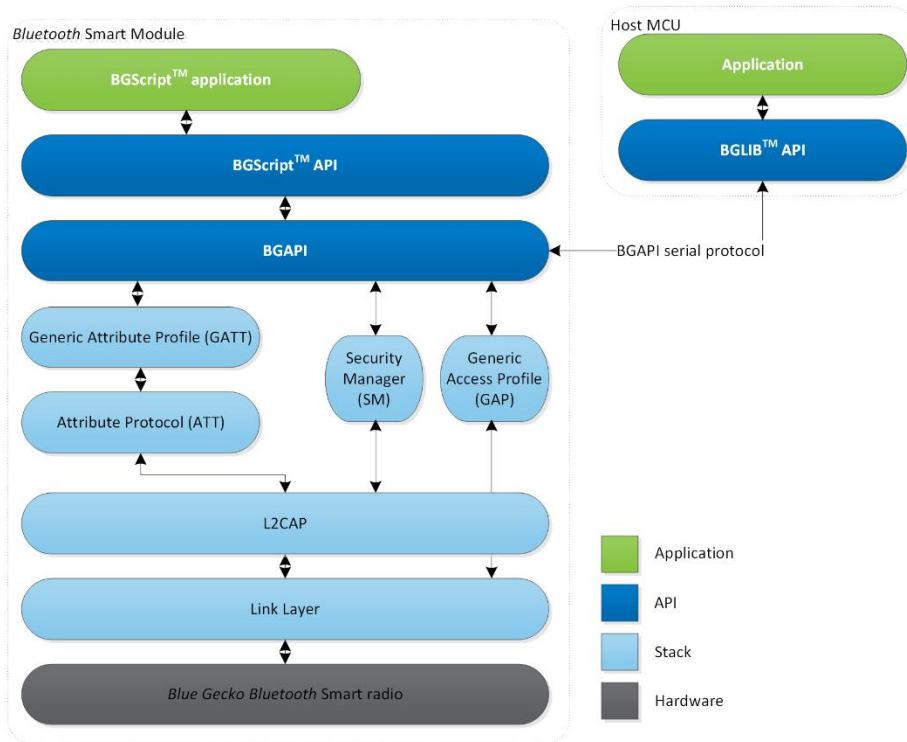 Bluetooth Smart Module
BGScript™ application
BGScript™ API
BGAPI
Generic Attribute Profile (GATT)
Attribute Protocol (ATT)
Security
Manager
(SM)
Generic
Access Profile
(GAP)
L2CAP
Link Layer
Blue Gecko Bluetooth Smart radio
Host MCU
Application
BGLIB™ API
BGAPI serial protocol
Application
API
Stack
Hardware